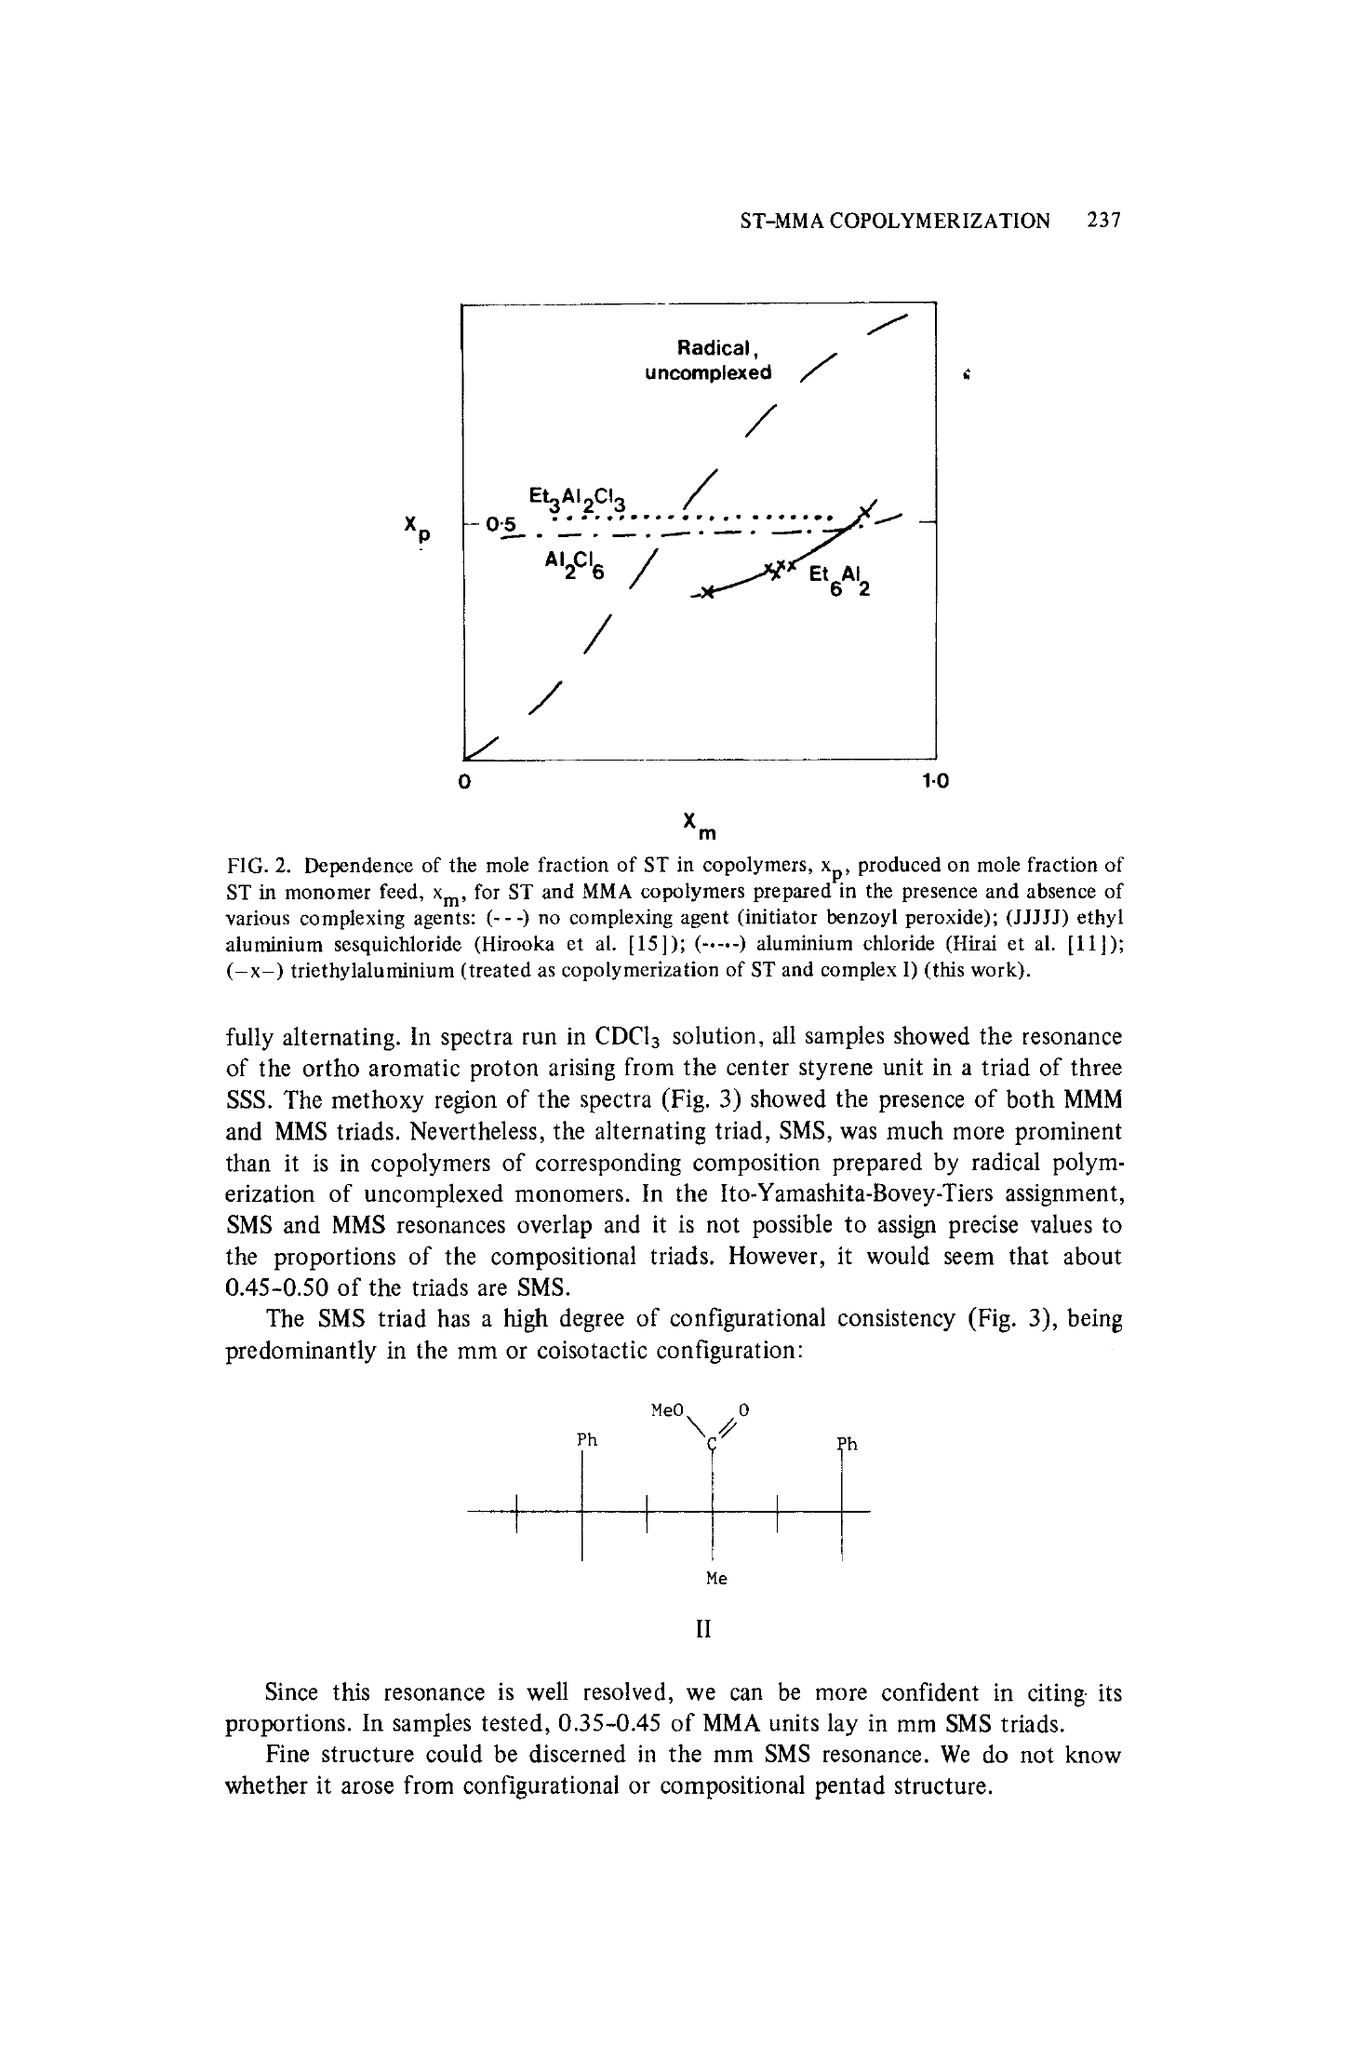 ST-MMA COPOLYMERIZATION 237
Radical,
uncomplexed
Et3Al2Cl3
Xp
0·5
Al2Cl6
Et6Al2
0
1·0
Xm
FIG. 2. Dependence of the mole fraction of ST in copolymers, xp, produced on mole fraction of
ST in monomer feed, xm, for ST and MMA copolymers prepared in the presence and absence of
various complexing agents: (- - -) no complexing agent (initiator benzoyl peroxide); (JJJJJ) ethyl
aluminium sesquichloride (Hirooka et al. [15]); (-·-·-) aluminium chloride (Hirai et al. [11]);
(–x–) triethylaluminium (treated as copolymerization of ST and complex I) (this work).
fully alternating. In spectra run in CDCl3 solution, all samples showed the resonance
of the ortho aromatic proton arising from the center styrene unit in a triad of three
SSS. The methoxy region of the spectra (Fig. 3) showed the presence of both MMM
and MMS triads. Nevertheless, the alternating triad, SMS, was much more prominent
than it is in copolymers of corresponding composition prepared by radical polym-
erization of uncomplexed monomers. In the Ito-Yamashita-Bovey-Tiers assignment,
SMS and MMS resonances overlap and it is not possible to assign precise values to
the proportions of the compositional triads. However, it would seem that about
0.45-0.50 of the triads are SMS.
The SMS triad has a high degree of configurational consistency (Fig. 3), being
predominantly in the mm or coisotactic configuration:
MeO O
Ph C Ph
Me
II
Since this resonance is well resolved, we can be more confident in citing its
proportions. In samples tested, 0.35-0.45 of MMA units lay in mm SMS triads.
Fine structure could be discerned in the mm SMS resonance. We do not know
whether it arose from configurational or compositional pentad structure.